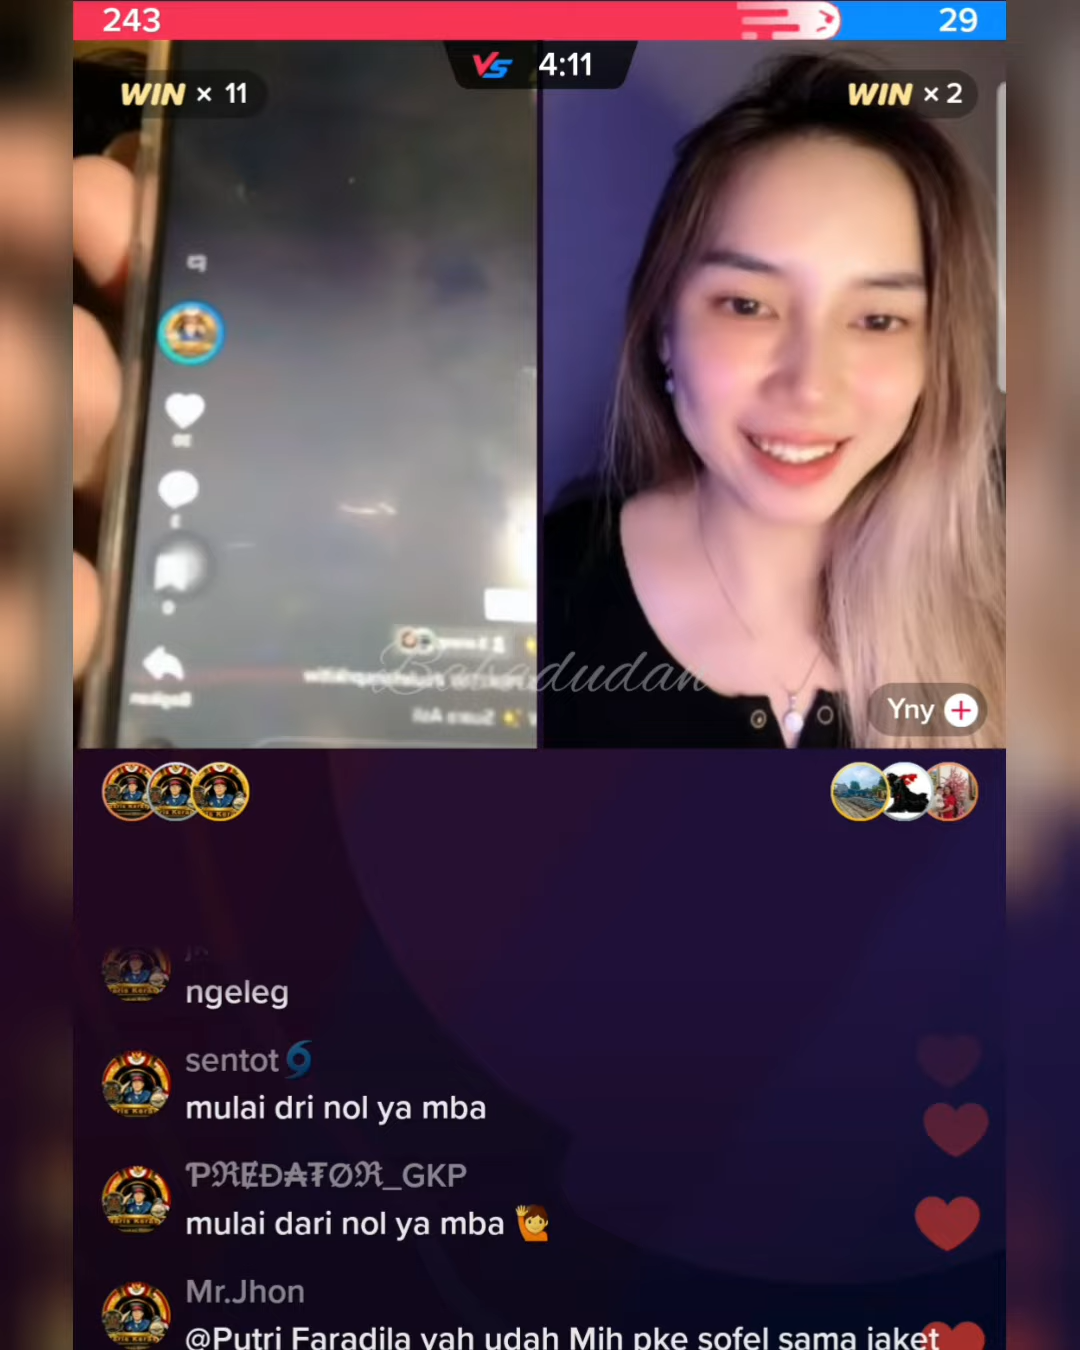 243
29
VS 4:11
WIN × 11
WIN × 2
Babadudan
Yny
ngeleg
sentot
mulai dri nol ya mba
PREDATOR_GKP
mulai dari nol ya mba
Mr.Jhon
@Putri Faradila yah udah Mih pke sofel sama jaket